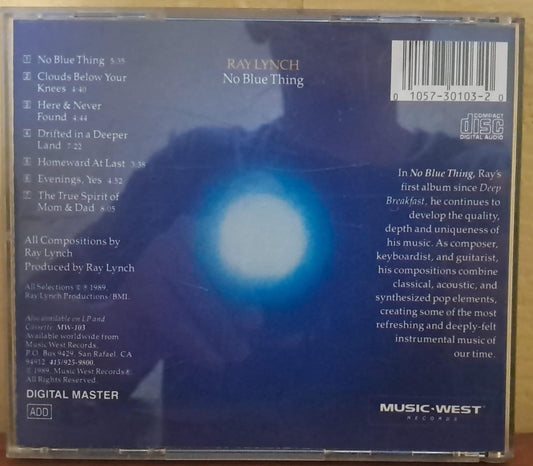 1 No Blue Thing 5:35
2 Clouds Below Your
Knees 4:40
3 Here & Never
Found 4:44
4 Drifted in a Deeper
Land 7:22
5 Homeward At Last 3:38
6 Evenings, Yes 4:52
7 The True Spirit of
Mom & Dad 8:05
All Compositions by
Ray Lynch
Produced by Ray Lynch
All Selections © ℗ 1989,
Ray Lynch Productions/BMI.
Also available on LP and
Cassette: MW-103
Available worldwide from
Music West Records,
P.O. Box 9429, San Rafael, CA
94912 415/925-9800.
℗ 1989, Music West Records®.
All Rights Reserved.
DIGITAL MASTER
ADD
RAY LYNCH
No Blue Thing
0 1057-30103-2 0
COMPACT
disc
DIGITAL AUDIO
In No Blue Thing, Ray's
first album since Deep
Breakfast, he continues to
develop the quality,
depth and uniqueness of
his music. As composer,
keyboardist, and guitarist,
his compositions combine
classical, acoustic, and
synthesized pop elements,
creating some of the most
refreshing and deeply-felt
instrumental music of
our time.
MUSIC·WEST
RECORDS